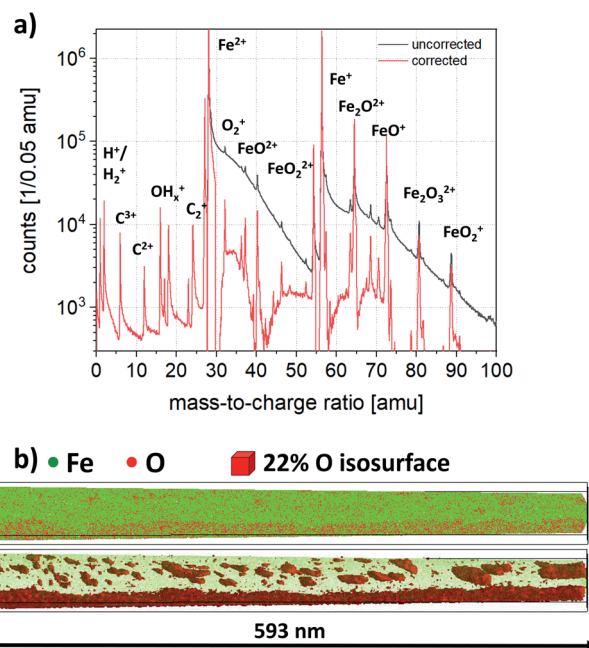 a)
uncorrected
corrected
Fe²⁺
Fe⁺
O₂⁺
FeO²⁺
FeO₂²⁺
Fe₂O²⁺
FeO⁺
Fe₂O₃²⁺
FeO₂⁺
H⁺/
H₂⁺
C³⁺
C²⁺
OHₓ⁺
C₂⁺
10⁶
10⁵
10⁴
10³
counts [1/0.05 amu]
0 10 20 30 40 50 60 70 80 90 100
mass-to-charge ratio [amu]
b) Fe O 22% O isosurface
593 nm